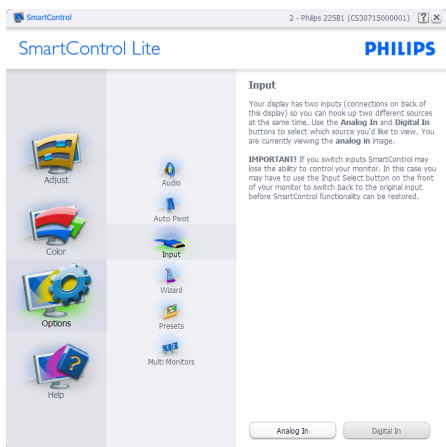 SmartControl
2 - Philips 225B1 (CS30715000001)
SmartControl Lite
PHILIPS
Adjust
Color
Options
Help
Audio
Auto Pivot
Input
Wizard
Presets
Multi Monitors
Input
Your display has two inputs (connections on back of
this display) so you can hook up two different sources
at the same time. Use the Analog In and Digital In
buttons to select which source you'd like to view. You
are currently viewing the analog in image.
IMPORTANT! If you switch inputs SmartControl may
lose the ability to control your monitor. In this case you
may have to use the Input Select button on the front
of your monitor to switch back to the original input
before SmartControl functionality can be restored.
Analog In
Digital In